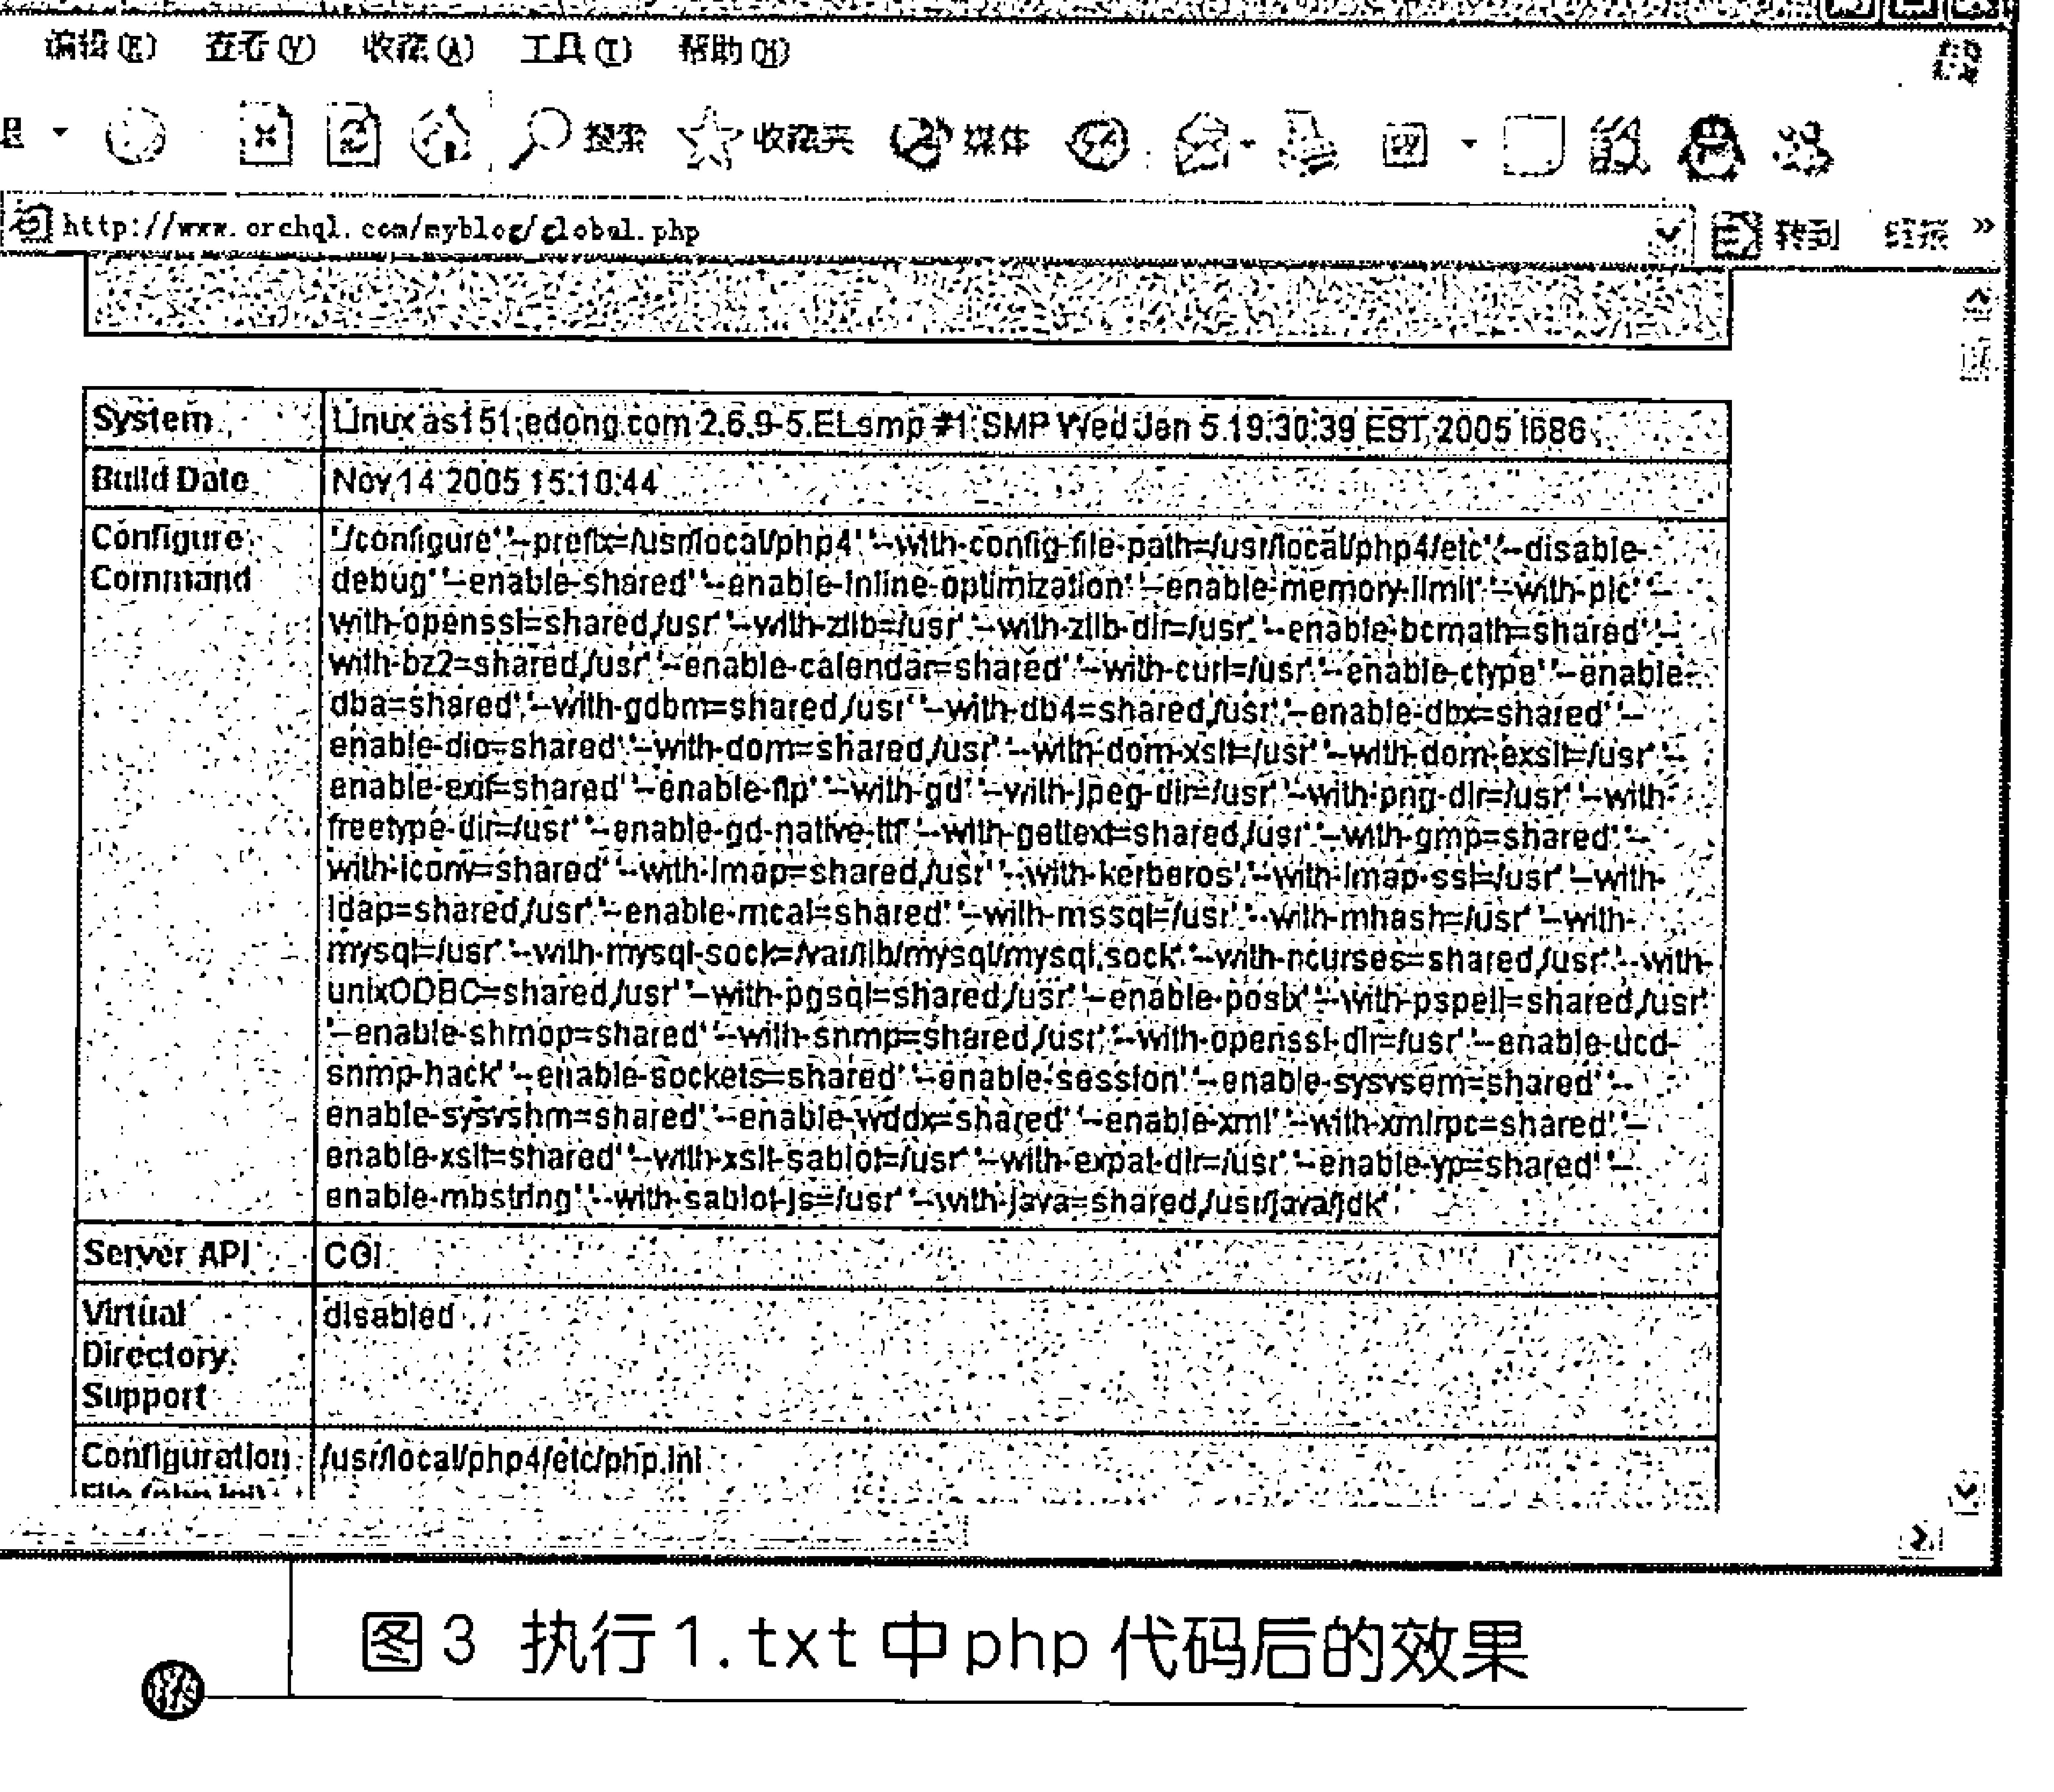 编辑(E) 查看(V) 收藏(A) 工具(T) 帮助(H)
退 搜索 收藏夹 媒体
http://www.orchql.com/myblog/global.php 转到 链接 »
System Linux as151.edong.com 2.6.9-5.ELsmp #1 SMP Wed Jan 5 19:30:39 EST 2005 i686
Build Date Nov 14 2005 15:10:44
Configure Command './configure' '--prefix=/usr/local/php4' '--with-config-file-path=/usr/local/php4/etc' '--disable-
debug' '--enable-shared' '--enable-inline-optimization' '--enable-memory-limit' '--with-pic' '--
with-openssl=shared,/usr' '--with-zlib=/usr' '--with-zlib-dir=/usr' '--enable-bcmath=shared' '--
with-bz2=shared,/usr' '--enable-calendar=shared' '--with-curl=/usr' '--enable-ctype' '--enable-
dba=shared' '--with-gdbm=shared,/usr' '--with-db4=shared,/usr' '--enable-dbx=shared' '--
enable-dio=shared' '--with-dom=shared,/usr' '--with-dom-xslt=/usr' '--with-dom-exslt=/usr' '--
enable-exif=shared' '--enable-ftp' '--with-gd' '--with-jpeg-dir=/usr' '--with-png-dir=/usr' '--with-
freetype-dir=/usr' '--enable-gd-native-ttf' '--with-gettext=shared,/usr' '--with-gmp=shared' '--
with-iconv=shared' '--with-imap=shared,/usr' '--with-kerberos' '--with-imap-ssl=/usr' '--with-
ldap=shared,/usr' '--enable-mcal=shared' '--with-mssql=/usr' '--with-mhash=/usr' '--with-
mysql=/usr' '--with-mysql-sock=/var/lib/mysql/mysql.sock' '--with-ncurses=shared,/usr' '--with-
unixODBC=shared,/usr' '--with-pgsql=shared,/usr' '--enable-posix' '--with-pspell=shared,/usr'
'--enable-shmop=shared' '--with-snmp=shared,/usr' '--with-openssl-dir=/usr' '--enable-ucd-
snmp-hack' '--enable-sockets=shared' '--enable-session' '--enable-sysvsem=shared' '--
enable-sysvshm=shared' '--enable-wddx=shared' '--enable-xml' '--with-xmlrpc=shared' '--
enable-xslt=shared' '--with-xslt-sablot=/usr' '--with-expat-dir=/usr' '--enable-yp=shared' '--
enable-mbstring' '--with-sablot-js=/usr' '--with-java=shared,/usr/java/jdk'
Server API CGI
Virtual Directory Support disabled
Configuration File (php.ini) /usr/local/php4/etc/php.ini
图3 执行1.txt中php代码后的效果